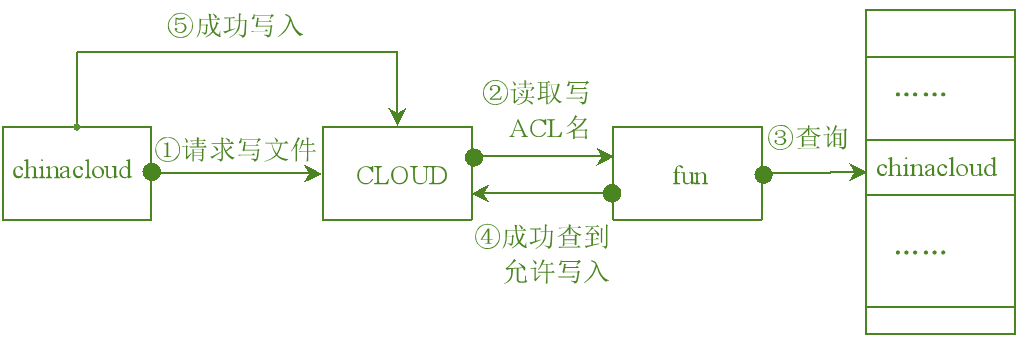 ⑤成功写入
②读取写
ACL名
①请求写文件
③查询
chinacloud
CLOUD
fun
……
chinacloud
……
④成功查到
允许写入